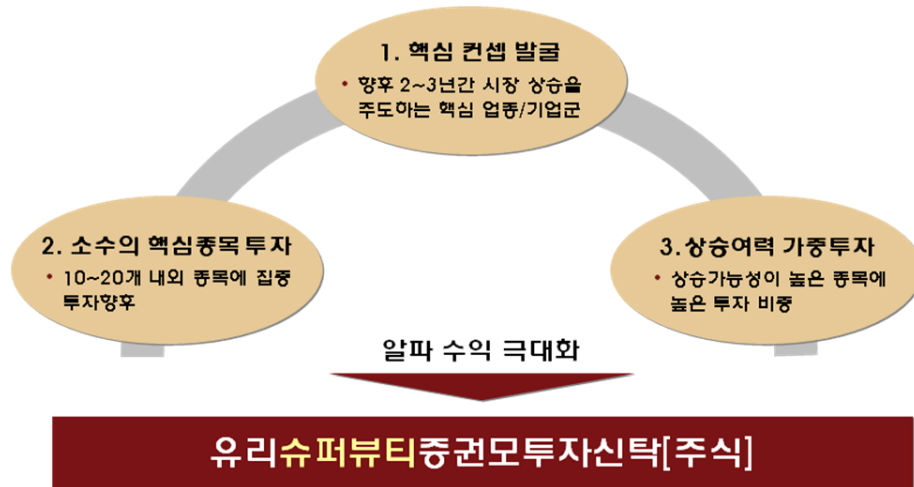 1. 핵심 컨셉 발굴
• 향후 2~3년간 시장 상승을
주도하는 핵심 업종/기업군
2. 소수의 핵심종목 투자
• 10~20개 내외 종목에 집중
투자향후
3.상승여력 가중투자
• 상승가능성이 높은 종목에
높은 투자 비중
알파 수익 극대화
유리슈퍼뷰티증권모투자신탁[주식]